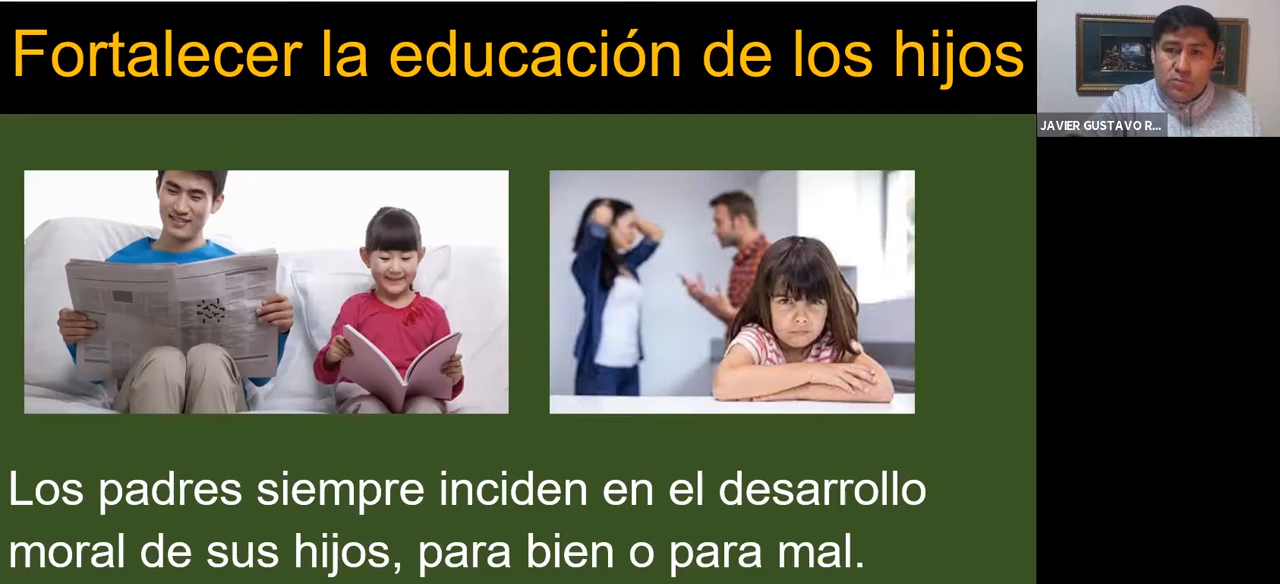 Fortalecer la educación de los hijos
JAVIER GUSTAVO R...
Los padres siempre inciden en el desarrollo
moral de sus hijos, para bien o para mal.